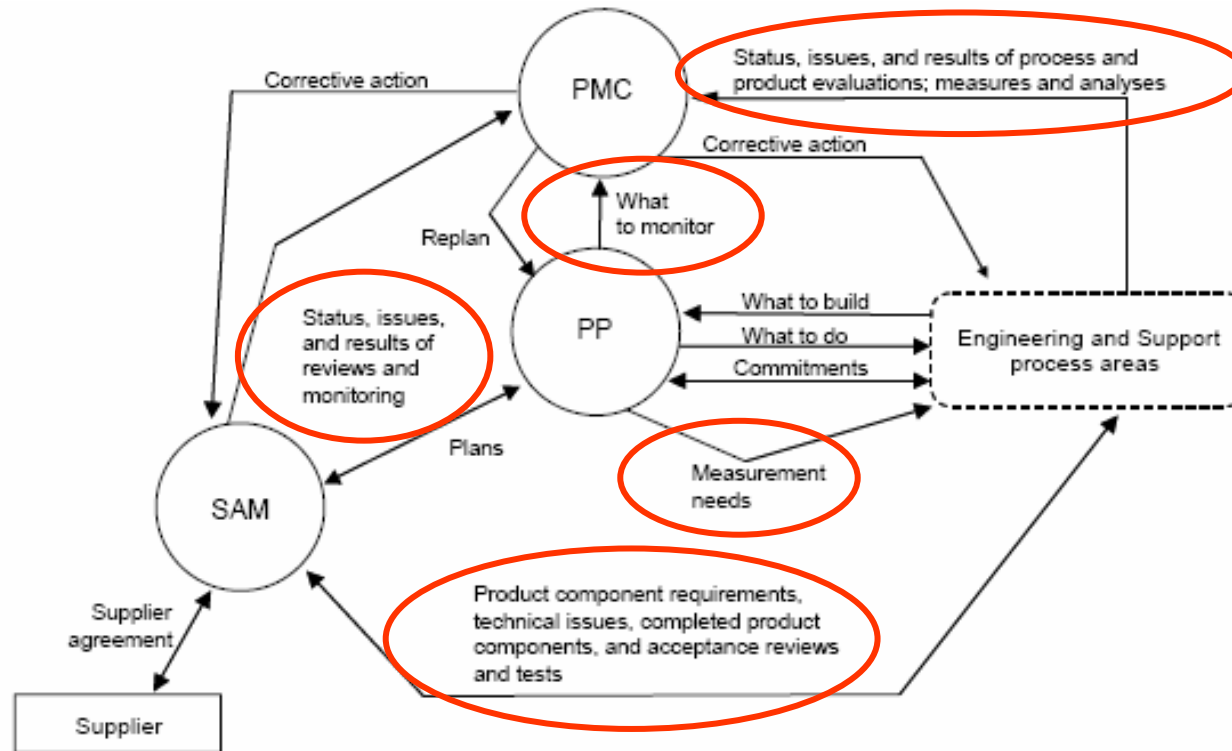 Status, issues, and results of process and
product evaluations; measures and analyses
Corrective action
PMC
Corrective action
What
to monitor
Replan
What to build
Status, issues,
and results of
reviews and
monitoring
PP
What to do
Engineering and Support
process areas
Commitments
Plans
Measurement
needs
SAM
Product component requirements,
technical issues, completed product
components, and acceptance reviews
and tests
Supplier
agreement
Supplier